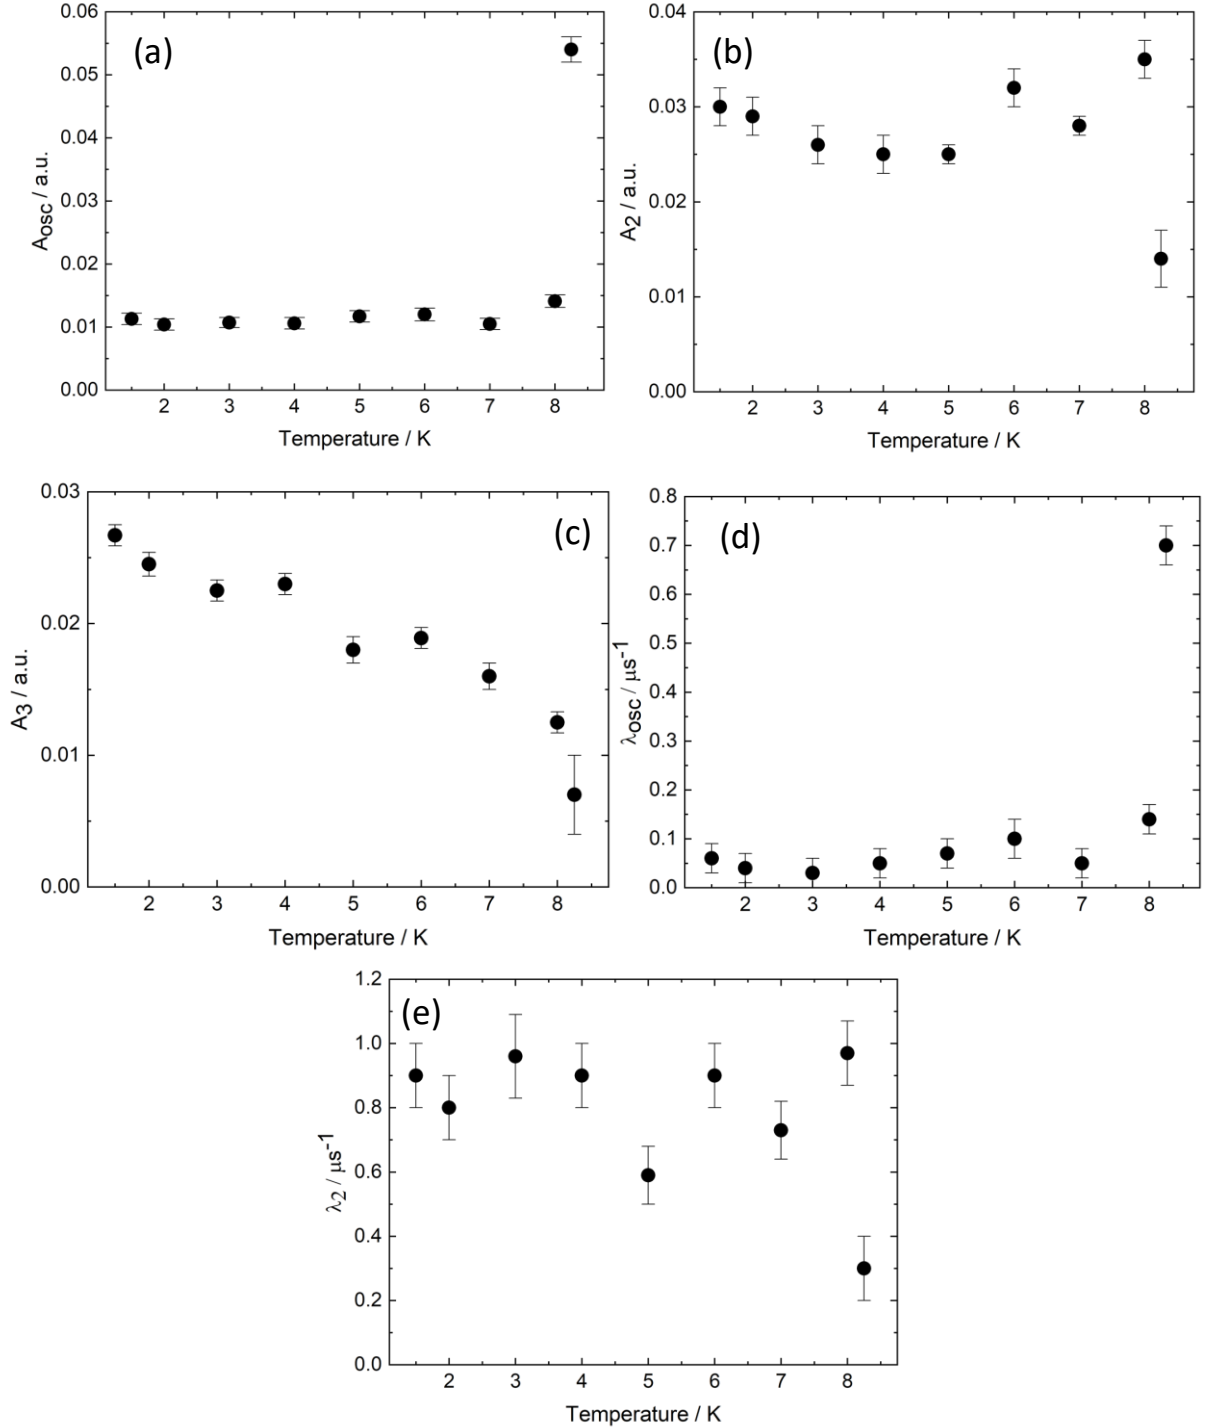 (a)
0.06
0.05
0.04
0.03
0.02
0.01
0.00
Aosc / a.u.
2 3 4 5 6 7 8
Temperature / K
(b)
0.04
0.03
0.02
0.01
0.00
A2 / a.u.
2 3 4 5 6 7 8
Temperature / K
(c)
0.03
0.02
0.01
0.00
A3 / a.u.
2 3 4 5 6 7 8
Temperature / K
(d)
0.8
0.7
0.6
0.5
0.4
0.3
0.2
0.1
0.0
λosc / μs-1
2 3 4 5 6 7 8
Temperature / K
(e)
1.2
1.0
0.8
0.6
0.4
0.2
0.0
λ2 / μs-1
2 3 4 5 6 7 8
Temperature / K